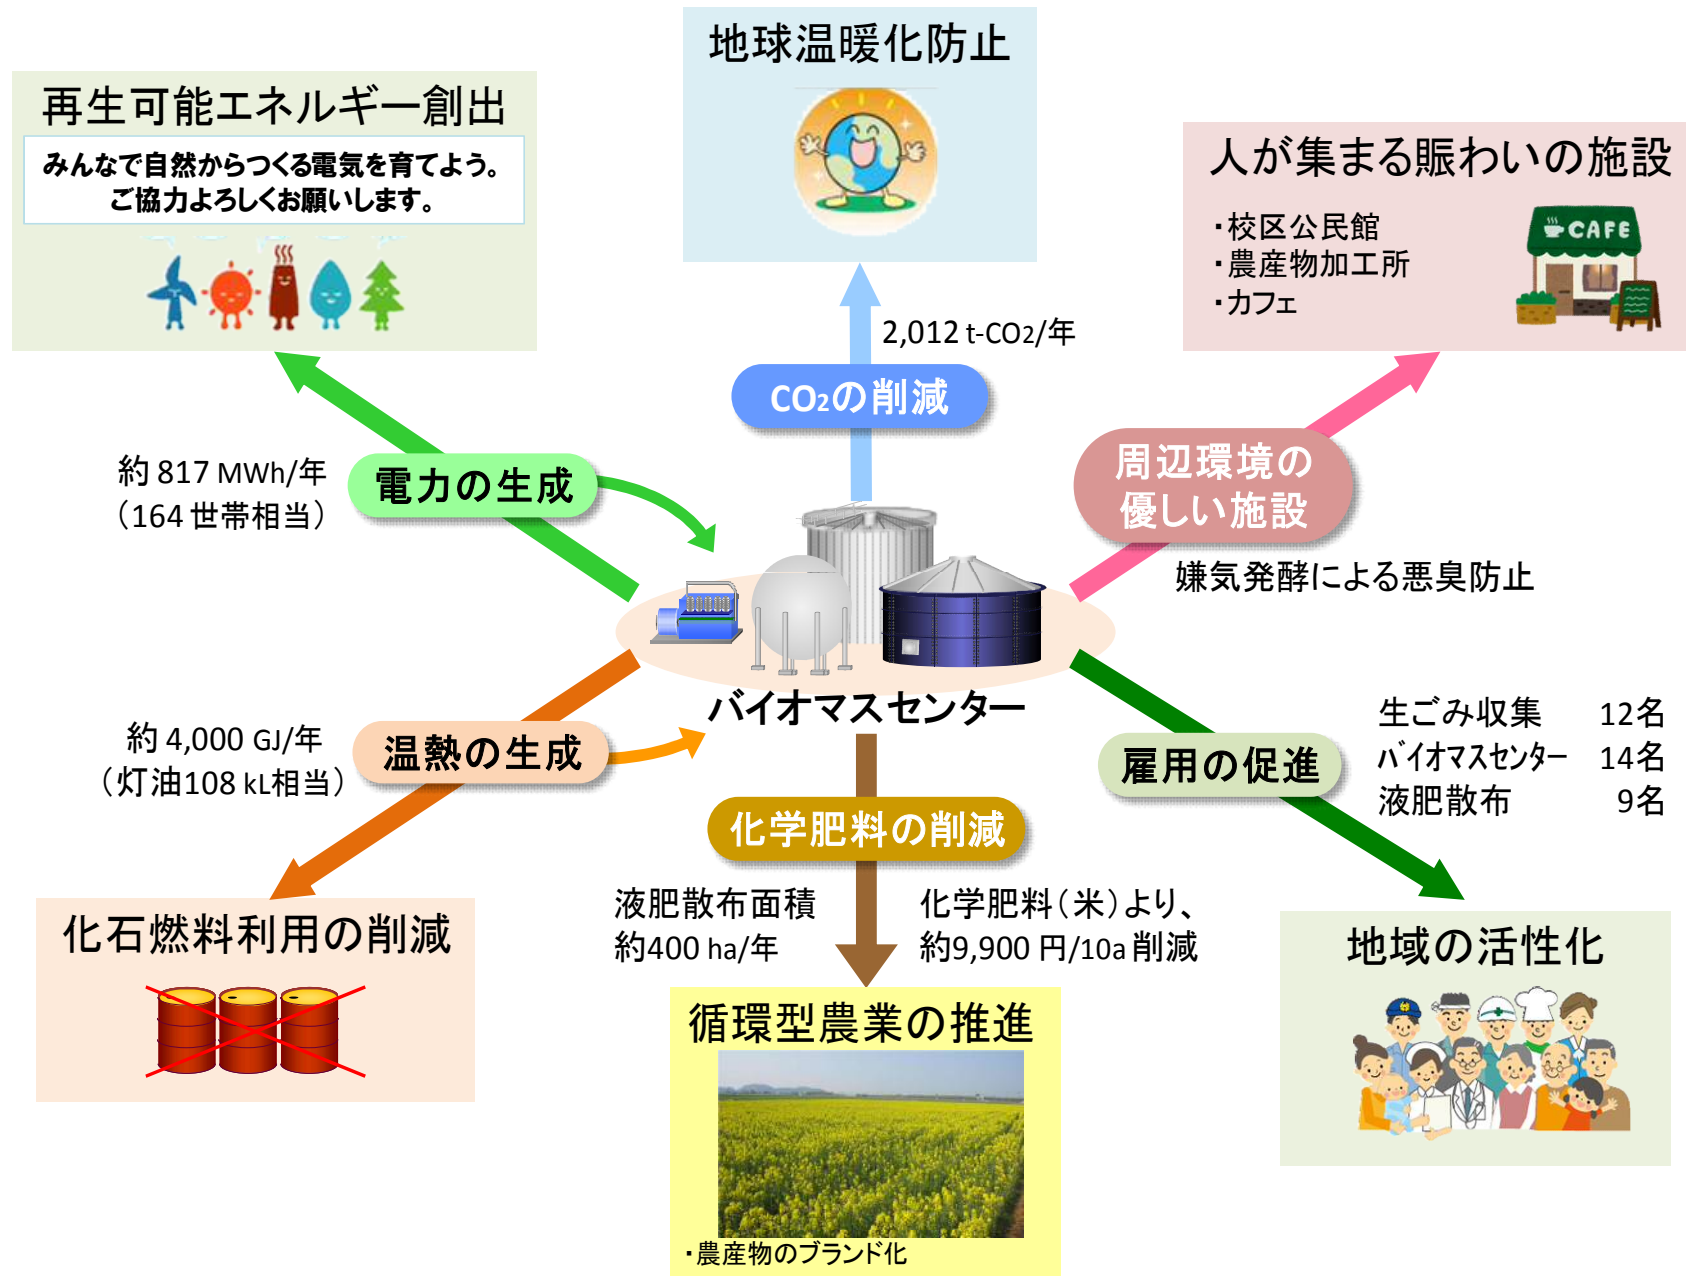 地球温暖化防止
再生可能エネルギー創出
みんなで自然からつくる電気を育てよう。
ご協力よろしくお願いします。
人が集まる賑わいの施設
・校区公民館
・農産物加工所
・カフェ
CAFE
2,012 t-CO2/年
CO2の削減
約 817 MWh/年
（164 世帯相当）
電力の生成
周辺環境の
優しい施設
嫌気発酵による悪臭防止
バイオマスセンター
約 4,000 GJ/年
（灯油108 kL相当）
温熱の生成
雇用の促進
生ごみ収集 12名
バイオマスセンター 14名
液肥散布 9名
化学肥料の削減
液肥散布面積
約400 ha/年
化学肥料（米）より、
約9,900 円/10a 削減
化石燃料利用の削減
循環型農業の推進
・農産物のブランド化
地域の活性化